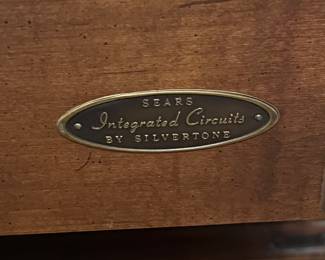 SEARS
Integrated Circuits
BY SILVERTONE